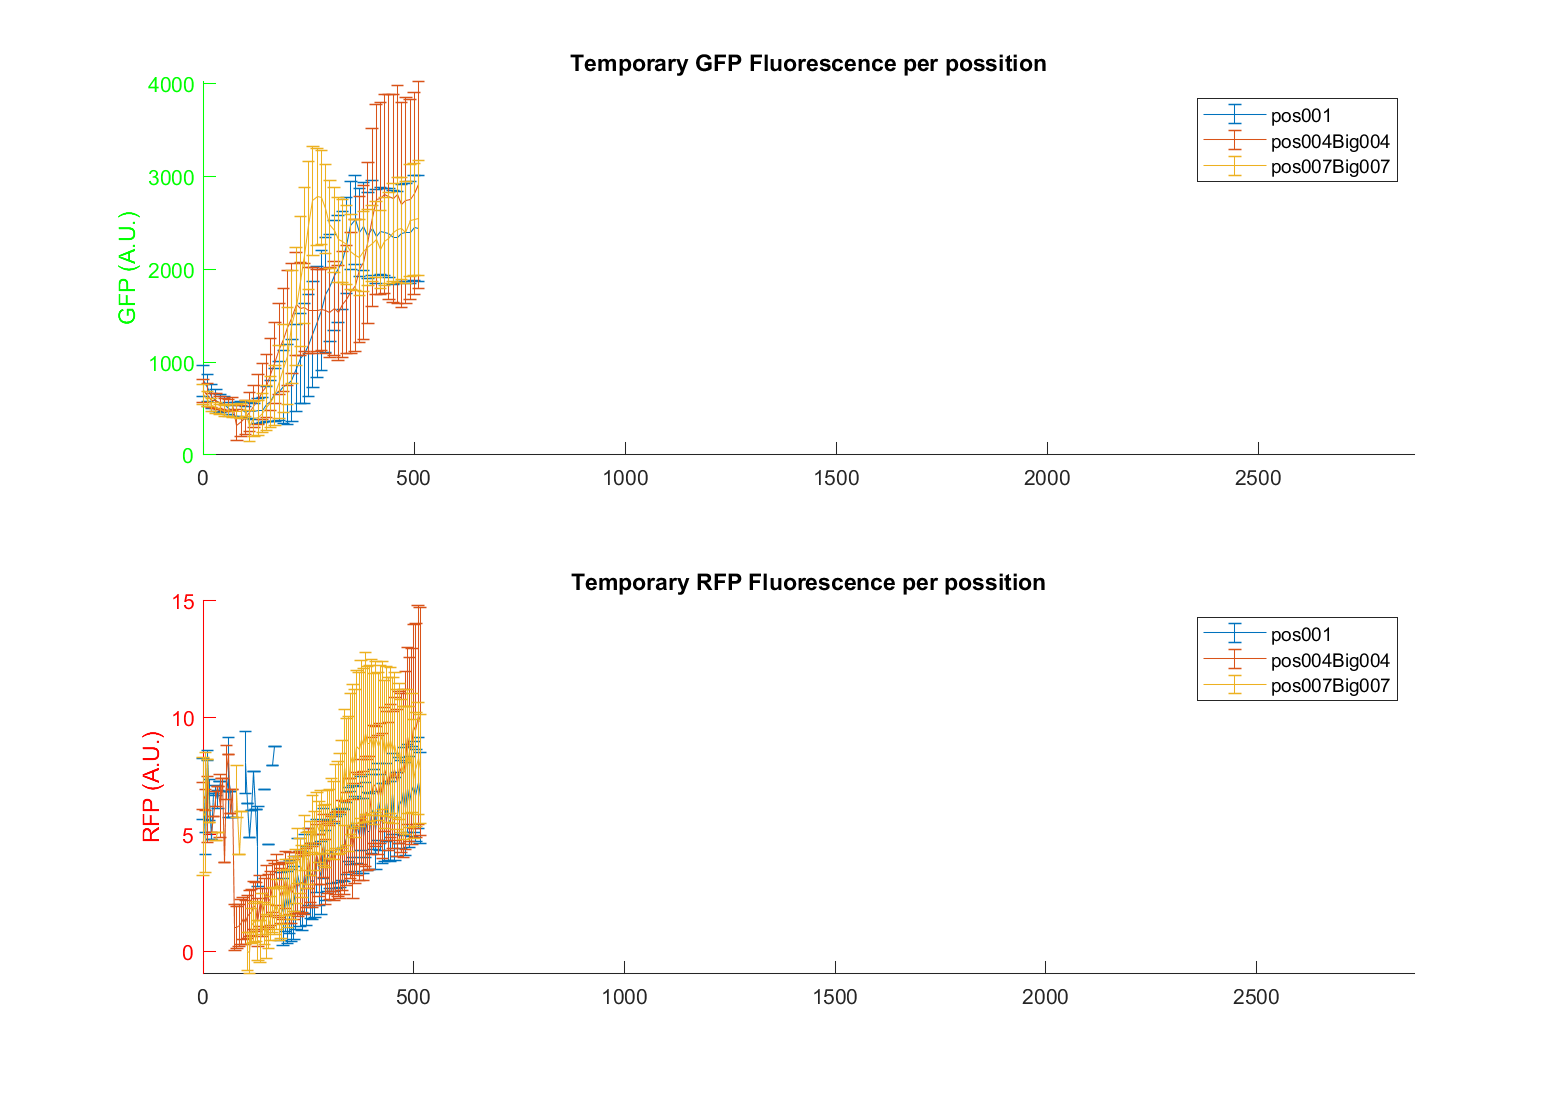 Temporary GFP Fluorescence per possition
4000
3000
2000
1000
0
GFP (A.U.)
0 500 1000 1500 2000 2500
pos001
pos004Big004
pos007Big007
Temporary RFP Fluorescence per possition
15
10
5
0
RFP (A.U.)
0 500 1000 1500 2000 2500
pos001
pos004Big004
pos007Big007